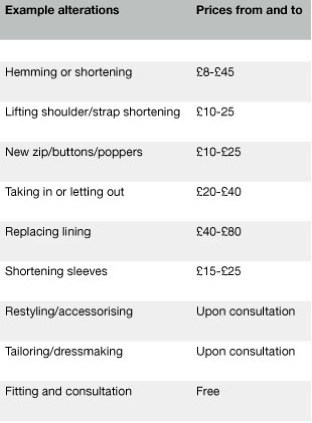 Example alterations Prices from and to
Hemming or shortening £8-£45
Lifting shoulder/strap shortening £10-25
New zip/buttons/poppers £10-£25
Taking in or letting out £20-£40
Replacing lining £40-£80
Shortening sleeves £15-£25
Restyling/accessorising Upon consultation
Tailoring/dressmaking Upon consultation
Fitting and consultation Free